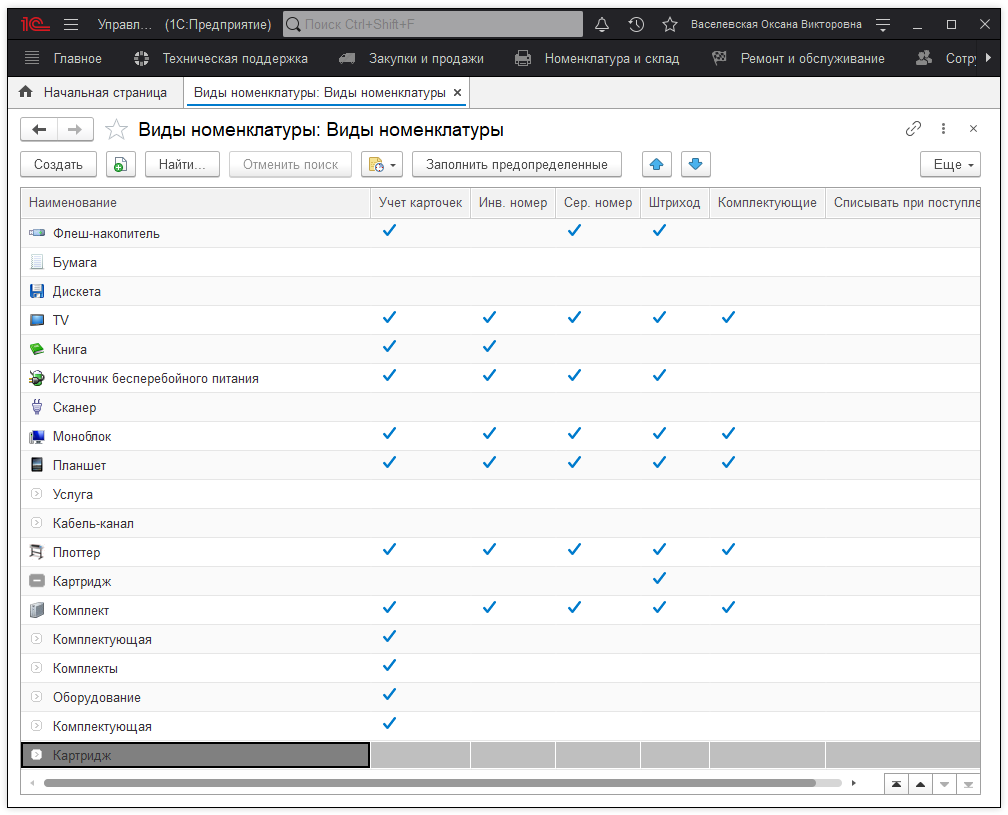 1С Управл... (1С:Предприятие) Поиск Ctrl+Shift+F Васелевская Оксана Викторовна
Главное Техническая поддержка Закупки и продажи Номенклатура и склад Ремонт и обслуживание Сотру
Начальная страница Виды номенклатуры: Виды номенклатуры ×
Виды номенклатуры: Виды номенклатуры
Создать Найти... Отменить поиск Заполнить предопределенные Еще
Наименование Учет карточек Инв. номер Сер. номер Штриход Комплектующие Списывать при поступле
Флеш-накопитель
Бумага
Дискета
TV
Книга
Источник бесперебойного питания
Сканер
Моноблок
Планшет
Услуга
Кабель-канал
Плоттер
Картридж
Комплект
Комплектующая
Комплекты
Оборудование
Комплектующая
Картридж